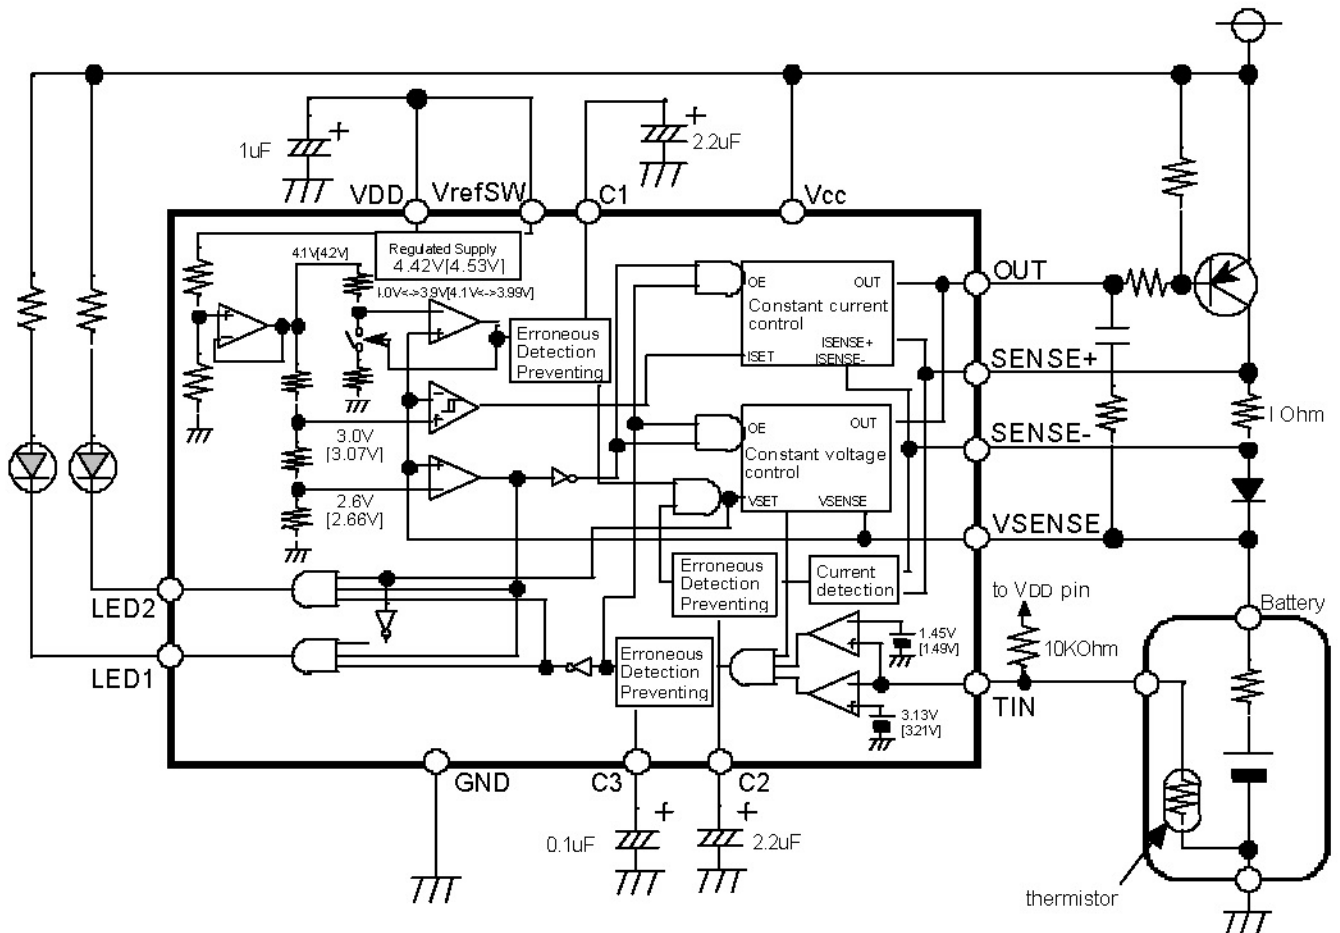 1uF
+
+
2.2uF
VDD
VrefSW
C1
Vcc
4.1V[4.2V]
Regulated Supply
4.42V[4.53V]
.0V<->3.9V[4.1V<->3.99V]
Erroneous
Detection
Preventing
OE
OUT
Constant current
control
ISENSE+
ISENSE-
ISET
OUT
SENSE+
1 Ohm
SENSE-
3.0V
[3.07V]
OE
OUT
Constant voltage
control
VSET
VSENSE
2.6V
[2.66V]
VSENSE
Erroneous
Detection
Preventing
Current
detection
to VDD pin
Battery
LED2
1.45V
[1.49V]
10KOhm
LED1
Erroneous
Detection
Preventing
TIN
3.13V
[3.21V]
GND
C3
C2
+
+
0.1uF
2.2uF
thermistor